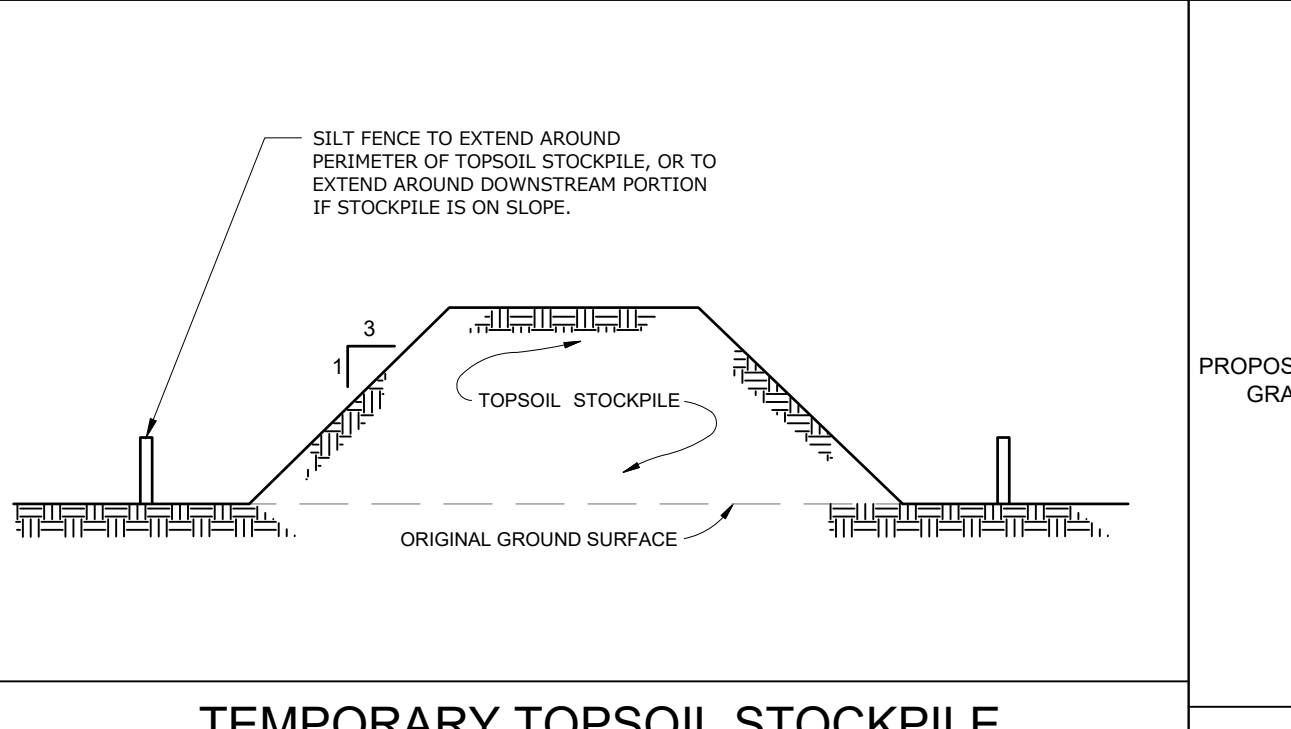 SILT FENCE TO EXTEND AROUND
PERIMETER OF TOPSOIL STOCKPILE, OR TO
EXTEND AROUND DOWNSTREAM PORTION
IF STOCKPILE IS ON SLOPE.
3
1
TOPSOIL STOCKPILE
ORIGINAL GROUND SURFACE
TEMPORARY TOPSOIL STOCKPILE
PROPOS
GRA